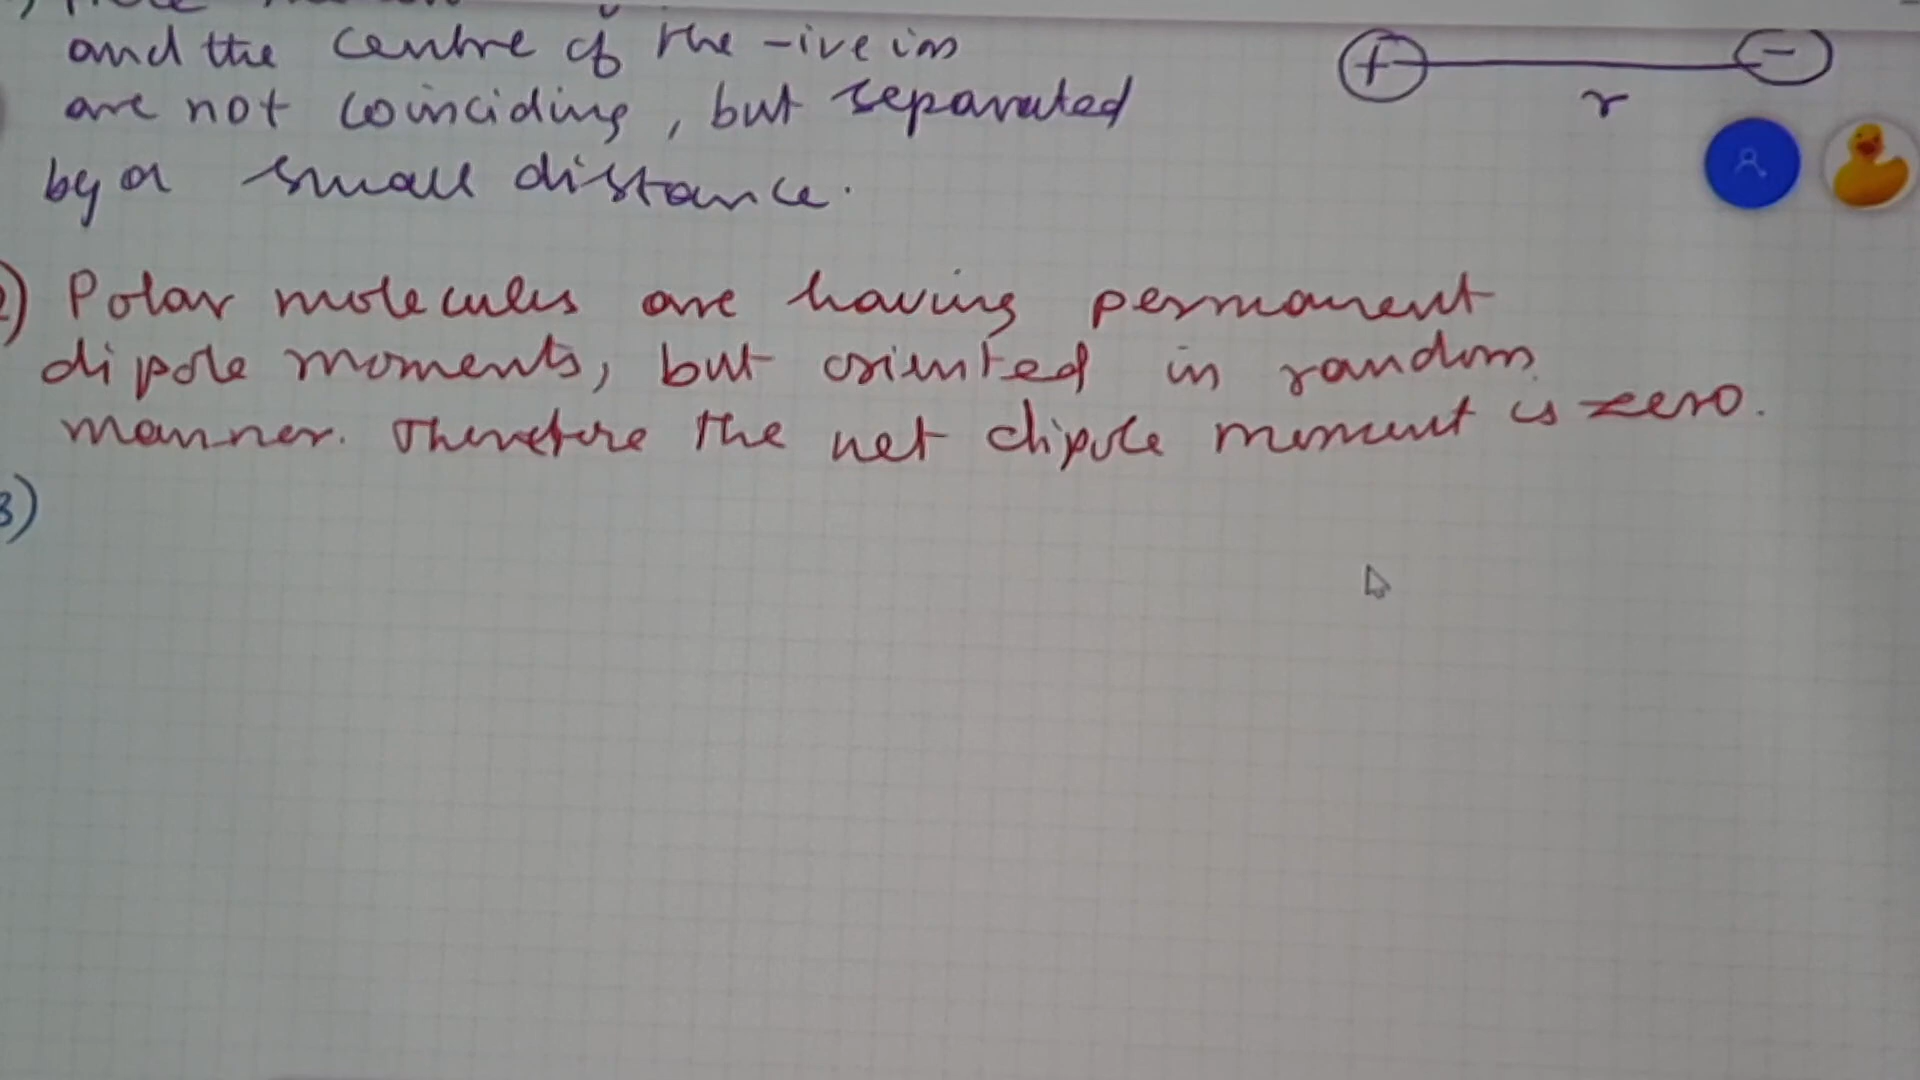 and the centre of the -ive ion
+ -
are not coinciding, but separated
r
by a small distance.
2) Polar molecules are having permanent
dipole moments, but oriented in random
manner. Therefore the net dipole moment is zero.
3)